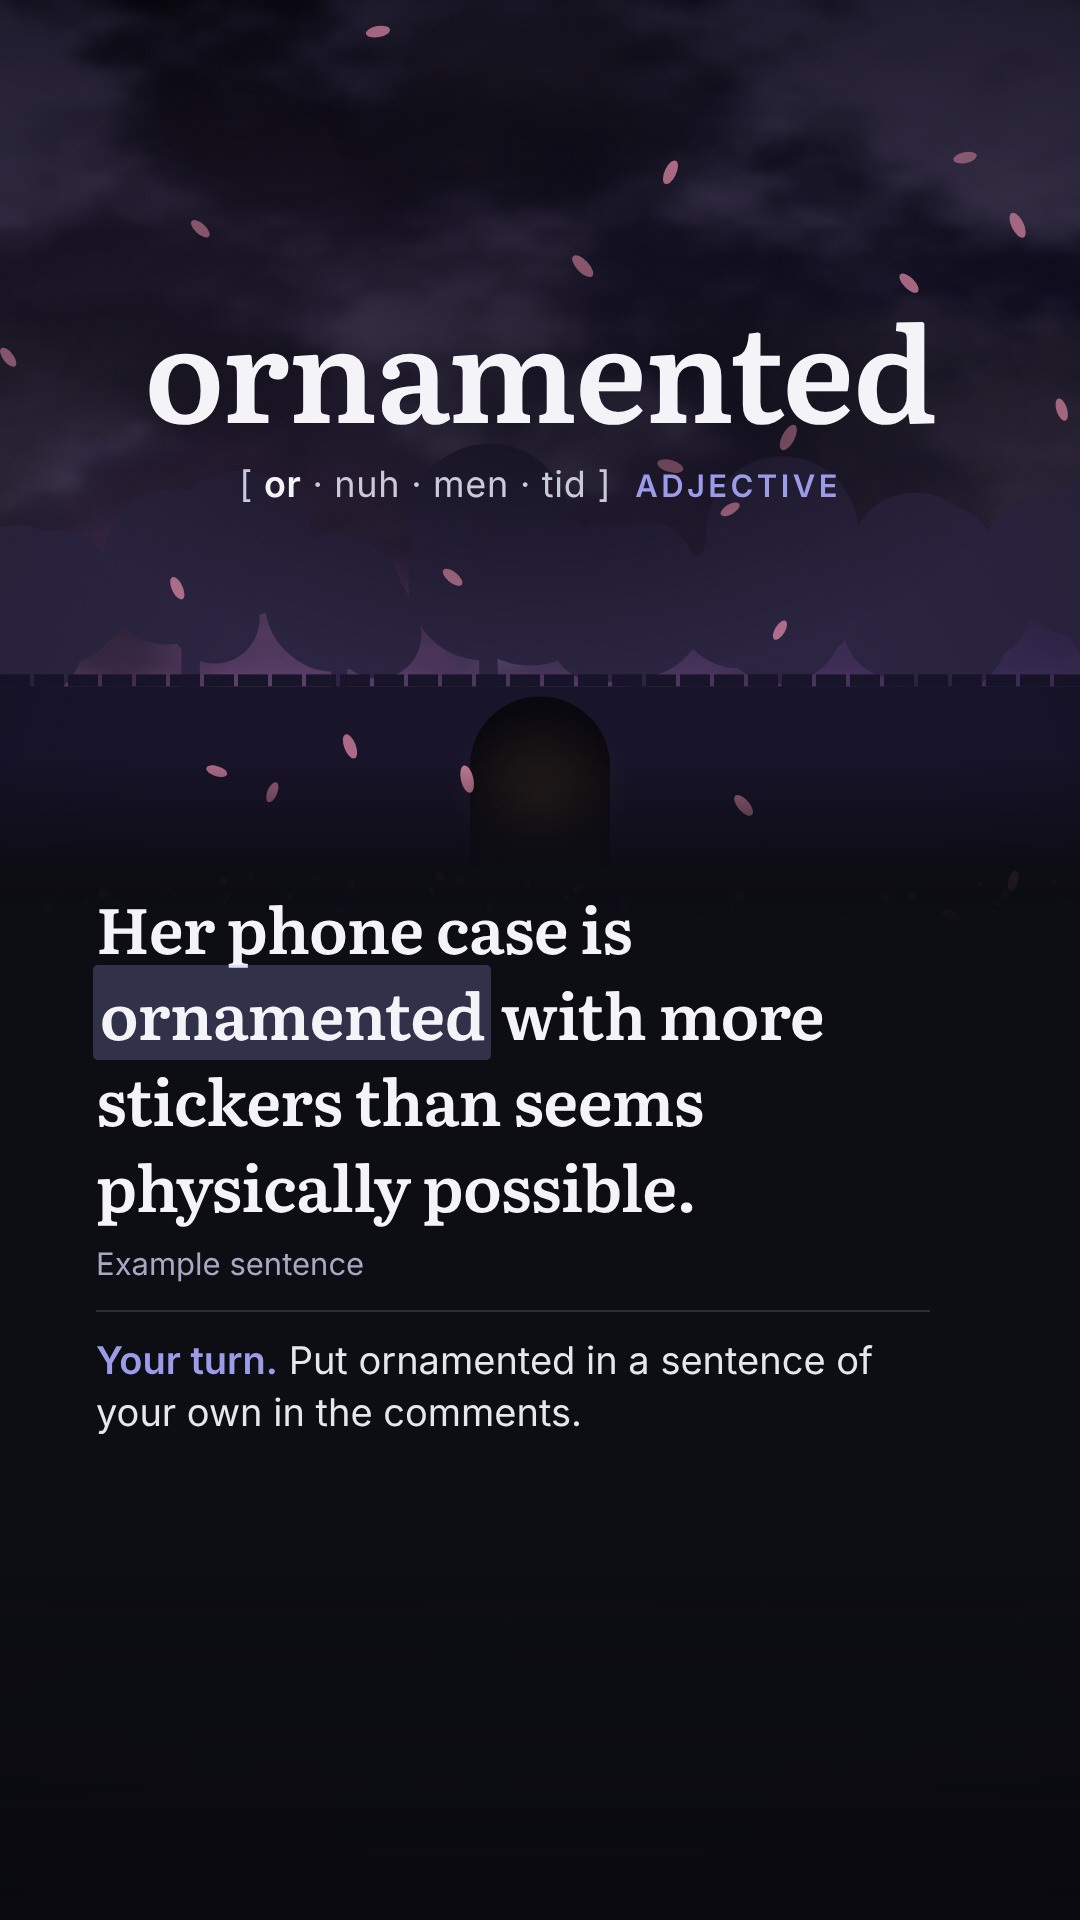 ornamented
[ or · nuh · men · tid ] ADJECTIVE
Her phone case is
ornamented with more
stickers than seems
physically possible.
Example sentence
Your turn. Put ornamented in a sentence of
your own in the comments.